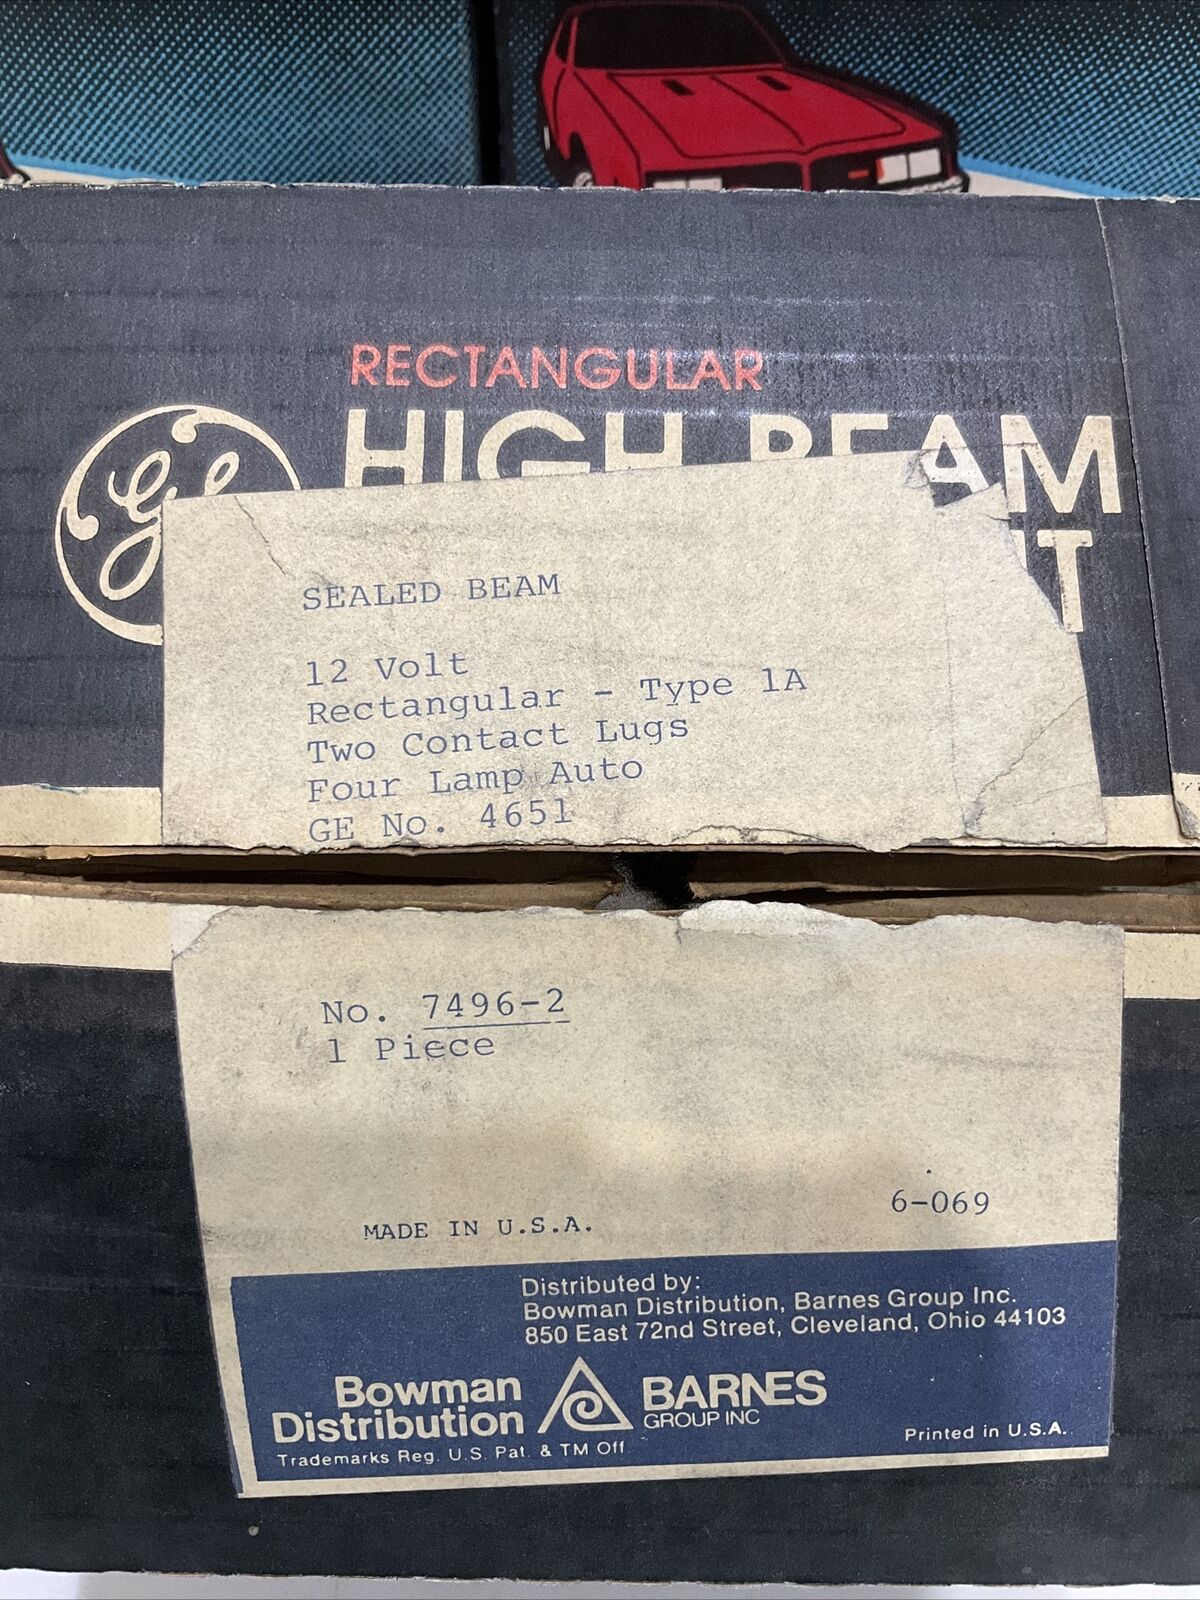 RECTANGULAR
HIGH BEAM
GE
SEALED BEAM
12 Volt
Rectangular - Type 1A
Two Contact Lugs
Four Lamp Auto
GE No. 4651
No. 7496-2
1 Piece
6-069
MADE IN U.S.A.
Distributed by:
Bowman Distribution, Barnes Group Inc.
850 East 72nd Street, Cleveland, Ohio 44103
Bowman
Distribution
BARNES
GROUP INC
Trademarks Reg. U.S. Pat. & TM Off.
Printed in U.S.A.